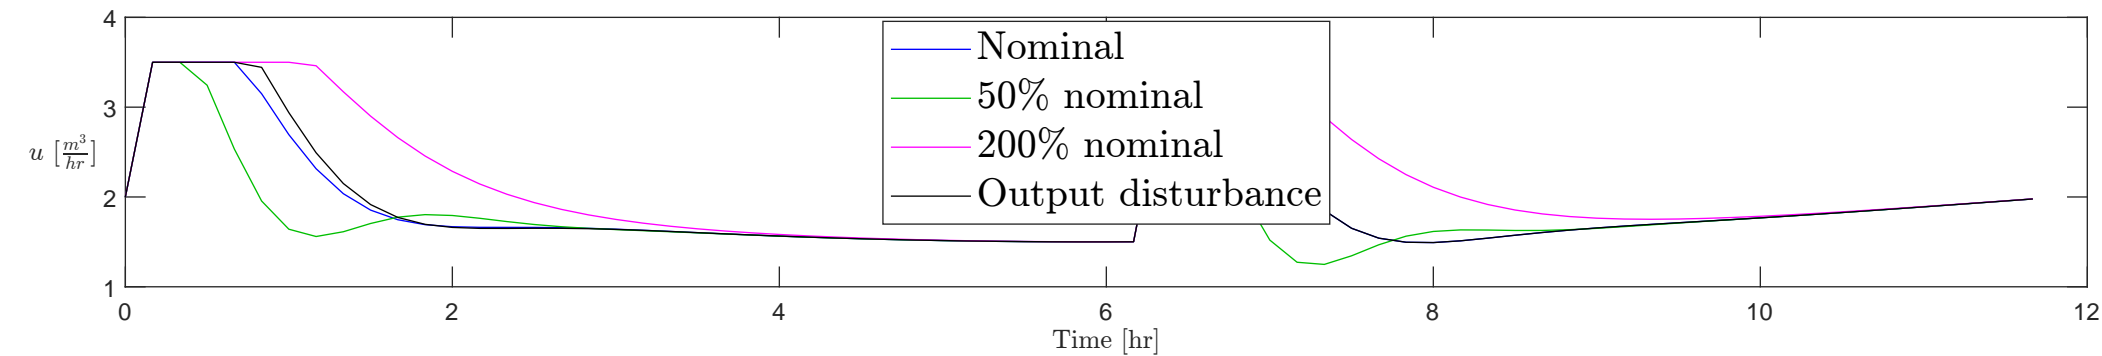 4
3
2
1
u [m³/hr]
Nominal
50% nominal
200% nominal
Output disturbance
0 2 4 6 8 10 12
Time [hr]